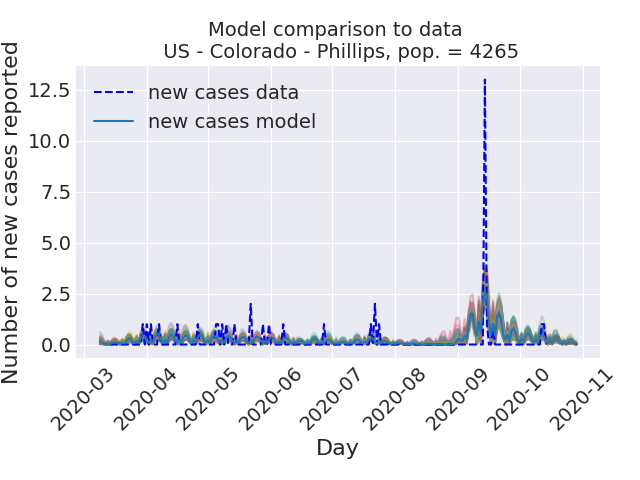 Model comparison to data
US - Colorado - Phillips, pop. = 4265
Number of new cases reported
12.5
10.0
7.5
5.0
2.5
0.0
new cases data
new cases model
2020-03
2020-04
2020-05
2020-06
2020-07
2020-08
2020-09
2020-10
2020-11
Day